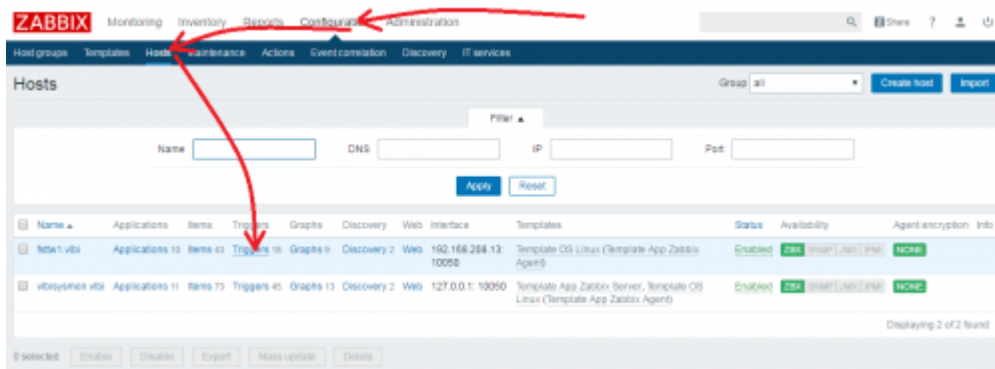 ZABBIX Monitoring Inventory Reports Administration Share ?
Host groups Templates Hosts Maintenance Actions Event correlation Discovery IT services
Hosts Group all Create host Import
Filter ▲
Name DNS IP Port
Apply Reset
Name ▲ Applications Items Triggers Graphs Discovery Web Interface Templates Status Availability Agent encryption Info
Applications 10 Items 43 Triggers 18 Graphs 9 Discovery 2 Web 192.168.208.13: Template OS Linux (Template App Zabbix Enabled ZBX SNMP JMX IPMI NONE
10050 Agent)
vlbisysmon.vlbi Applications 11 Items 73 Triggers 45 Graphs 13 Discovery 2 Web 127.0.0.1: 10050 Template App Zabbix Server, Template OS Enabled ZBX SNMP JMX IPMI NONE
Linux (Template App Zabbix Agent)
Displaying 2 of 2 found
0 selected Enable Disable Export Mass update Delete